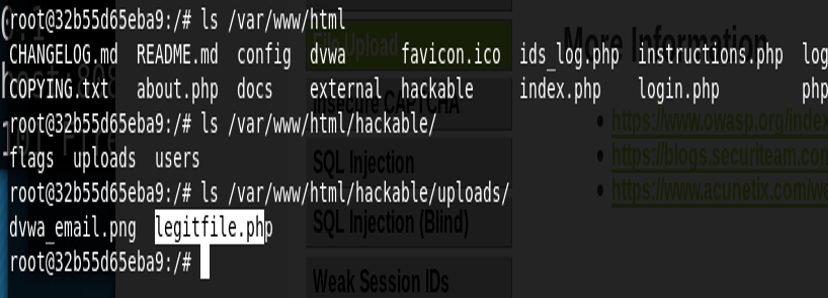 root@32b55d65eba9:/# ls /var/www/html
CHANGELOG.md README.md config dvwa favicon.ico ids_log.php instructions.php log
COPYING.txt about.php docs external hackable index.php login.php php
root@32b55d65eba9:/# ls /var/www/html/hackable/
flags uploads users
root@32b55d65eba9:/# ls /var/www/html/hackable/uploads/
dvwa_email.png legitfile.php
root@32b55d65eba9:/#
File Upload
Insecure CAPTCHA
SQL Injection
SQL Injection (Blind)
Weak Session IDs
More Information
https://www.owasp.org/index
https://blogs.securiteam.com
https://www.acunetix.com/we